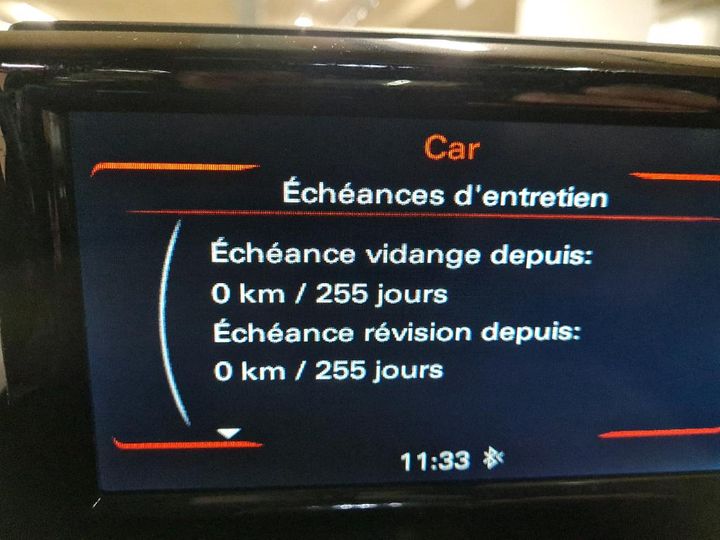 Car
Échéances d'entretien
Échéance vidange depuis:
0 km / 255 jours
Échéance révision depuis:
0 km / 255 jours
11:33